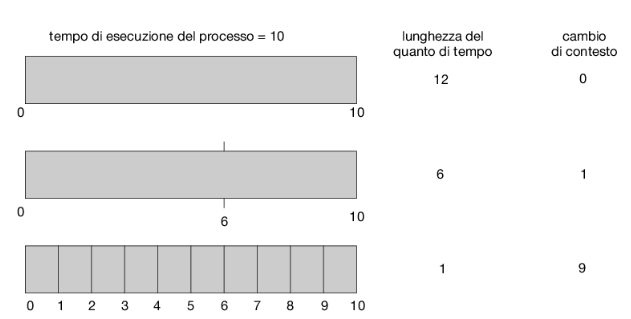 tempo di esecuzione del processo = 10
lunghezza del
quanto di tempo
cambio
di contesto
12
0
0
10
6
1
0
6
10
1
9
0 1 2 3 4 5 6 7 8 9 10